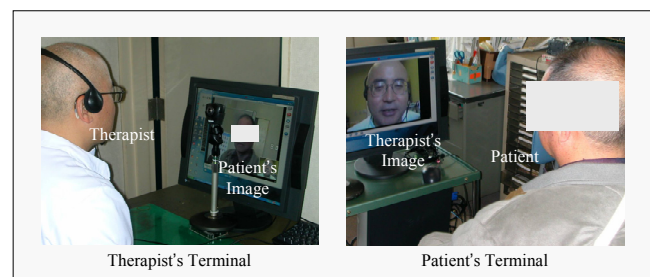 Therapist
Patient's
Image
Therapist's
Image
Patient
Therapist's Terminal
Patient's Terminal